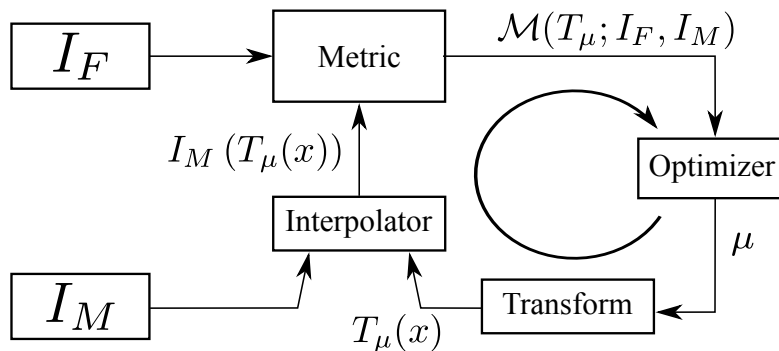 M(T_μ; I_F, I_M)
I_F
Metric
I_M (T_μ(x))
Optimizer
Interpolator
μ
I_M
Transform
T_μ(x)